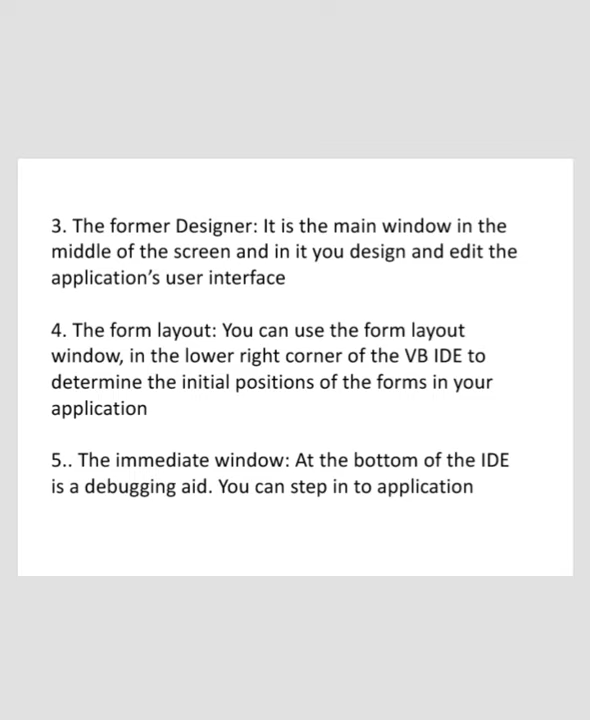 3. The former Designer: It is the main window in the
middle of the screen and in it you design and edit the
application’s user interface
4. The form layout: You can use the form layout
window, in the lower right corner of the VB IDE to
determine the initial positions of the forms in your
application
5.. The immediate window: At the bottom of the IDE
is a debugging aid. You can step in to application